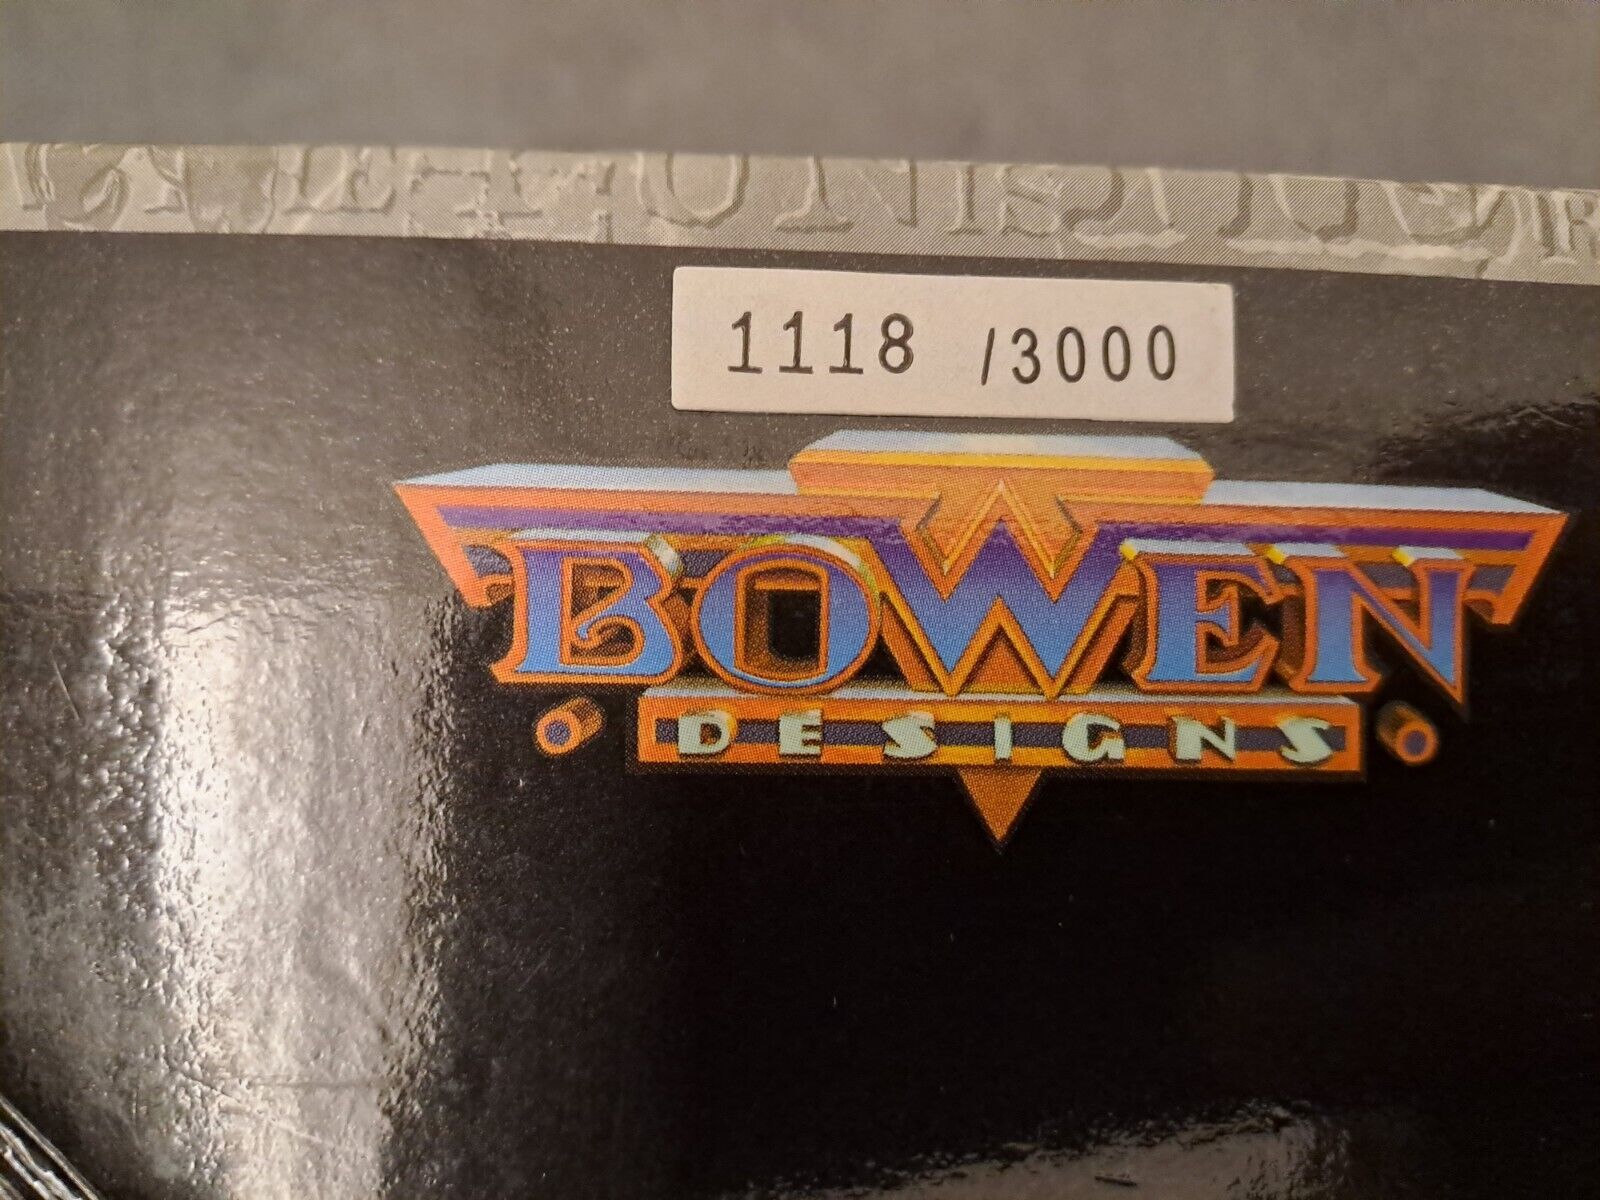 1118 /3000
BOWEN
DESIGNS